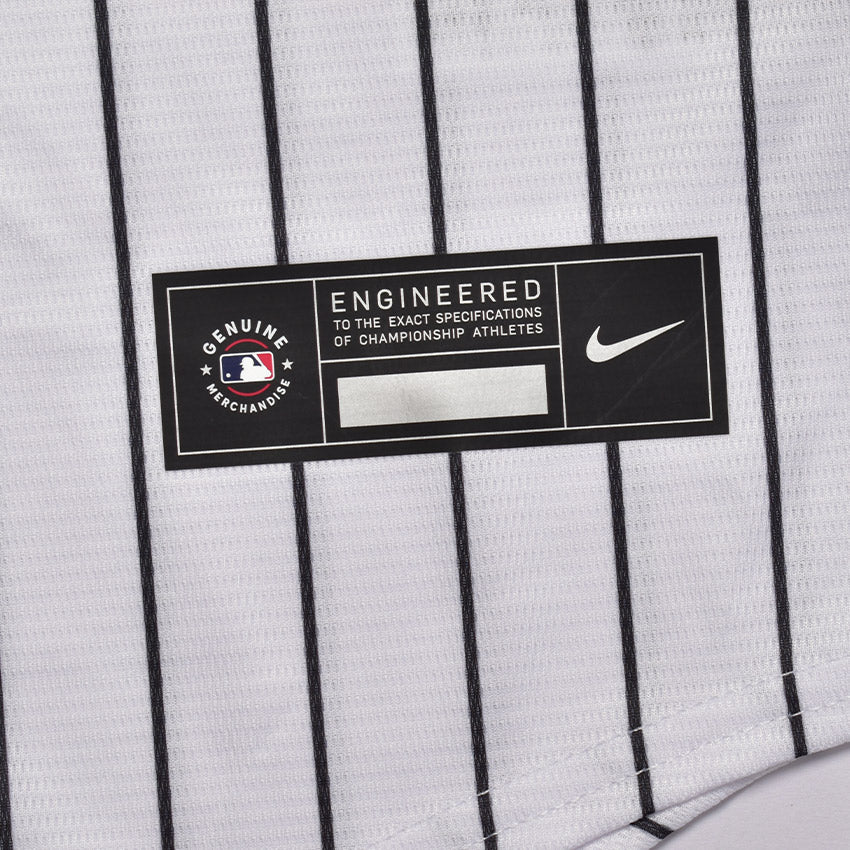 GENUINE
MERCHANDISE
ENGINEERED
TO THE EXACT SPECIFICATIONS
OF CHAMPIONSHIP ATHLETES